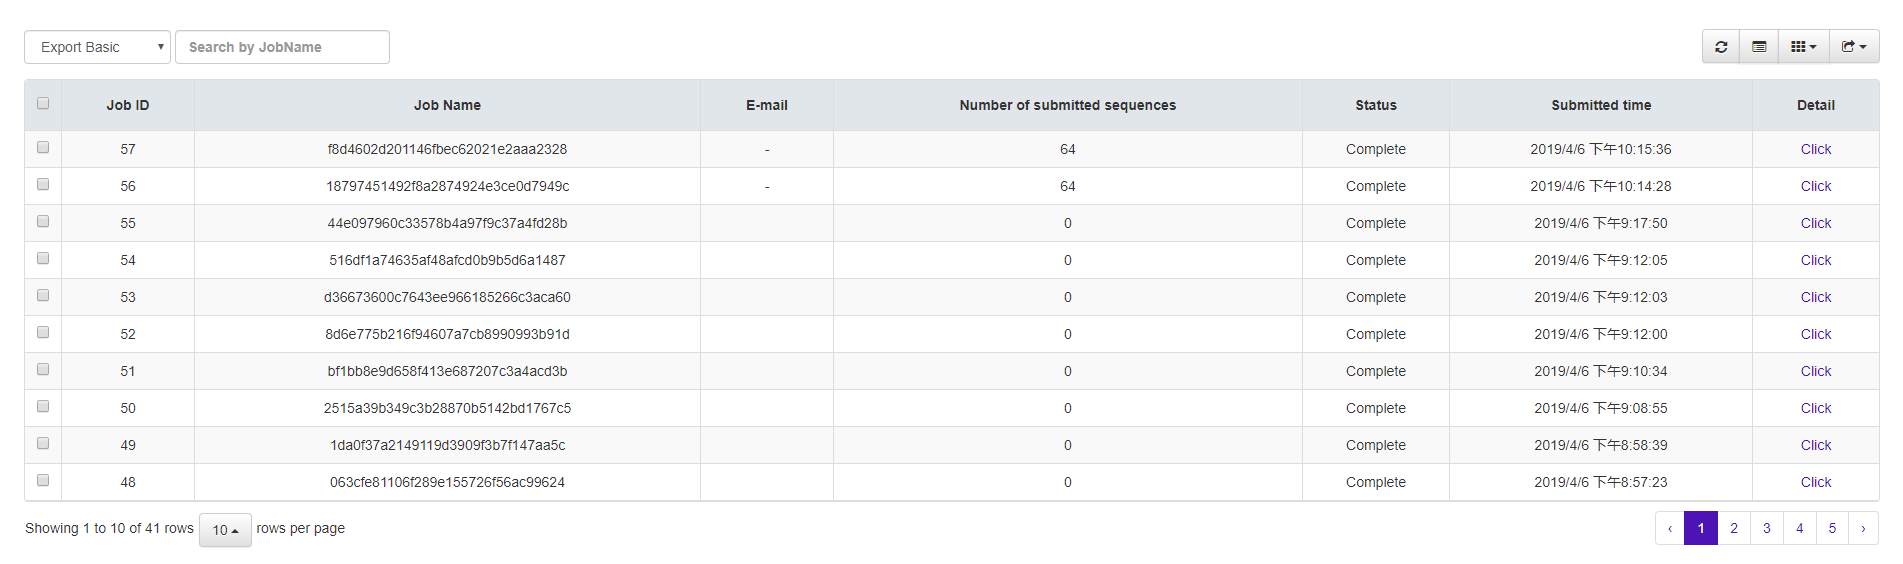 Export Basic Search by JobName
Job ID Job Name E-mail Number of submitted sequences Status Submitted time Detail
57 f8d4602d201146fbec62021e2aaa2328 - 64 Complete 2019/4/6 下午10:15:36 Click
56 18797451492f8a2874924e3ce0d7949c - 64 Complete 2019/4/6 下午10:14:28 Click
55 44e097960c33578b4a97f9c37a4fd28b 0 Complete 2019/4/6 下午9:17:50 Click
54 516df1a74635af48afcd0b9b5d6a1487 0 Complete 2019/4/6 下午9:12:05 Click
53 d36673600c7643ee966185266c3aca60 0 Complete 2019/4/6 下午9:12:03 Click
52 8d6e775b216f94607a7cb8990993b91d 0 Complete 2019/4/6 下午9:12:00 Click
51 bf1bb8e9d658f413e687207c3a4acd3b 0 Complete 2019/4/6 下午9:10:34 Click
50 2515a39b349c3b28870b5142bd1767c5 0 Complete 2019/4/6 下午9:08:55 Click
49 1da0f37a2149119d3909f3b7f147aa5c 0 Complete 2019/4/6 下午8:58:39 Click
48 063cfe81106f289e155726f56ac99624 0 Complete 2019/4/6 下午8:57:23 Click
Showing 1 to 10 of 41 rows 10 rows per page ‹ 1 2 3 4 5 ›